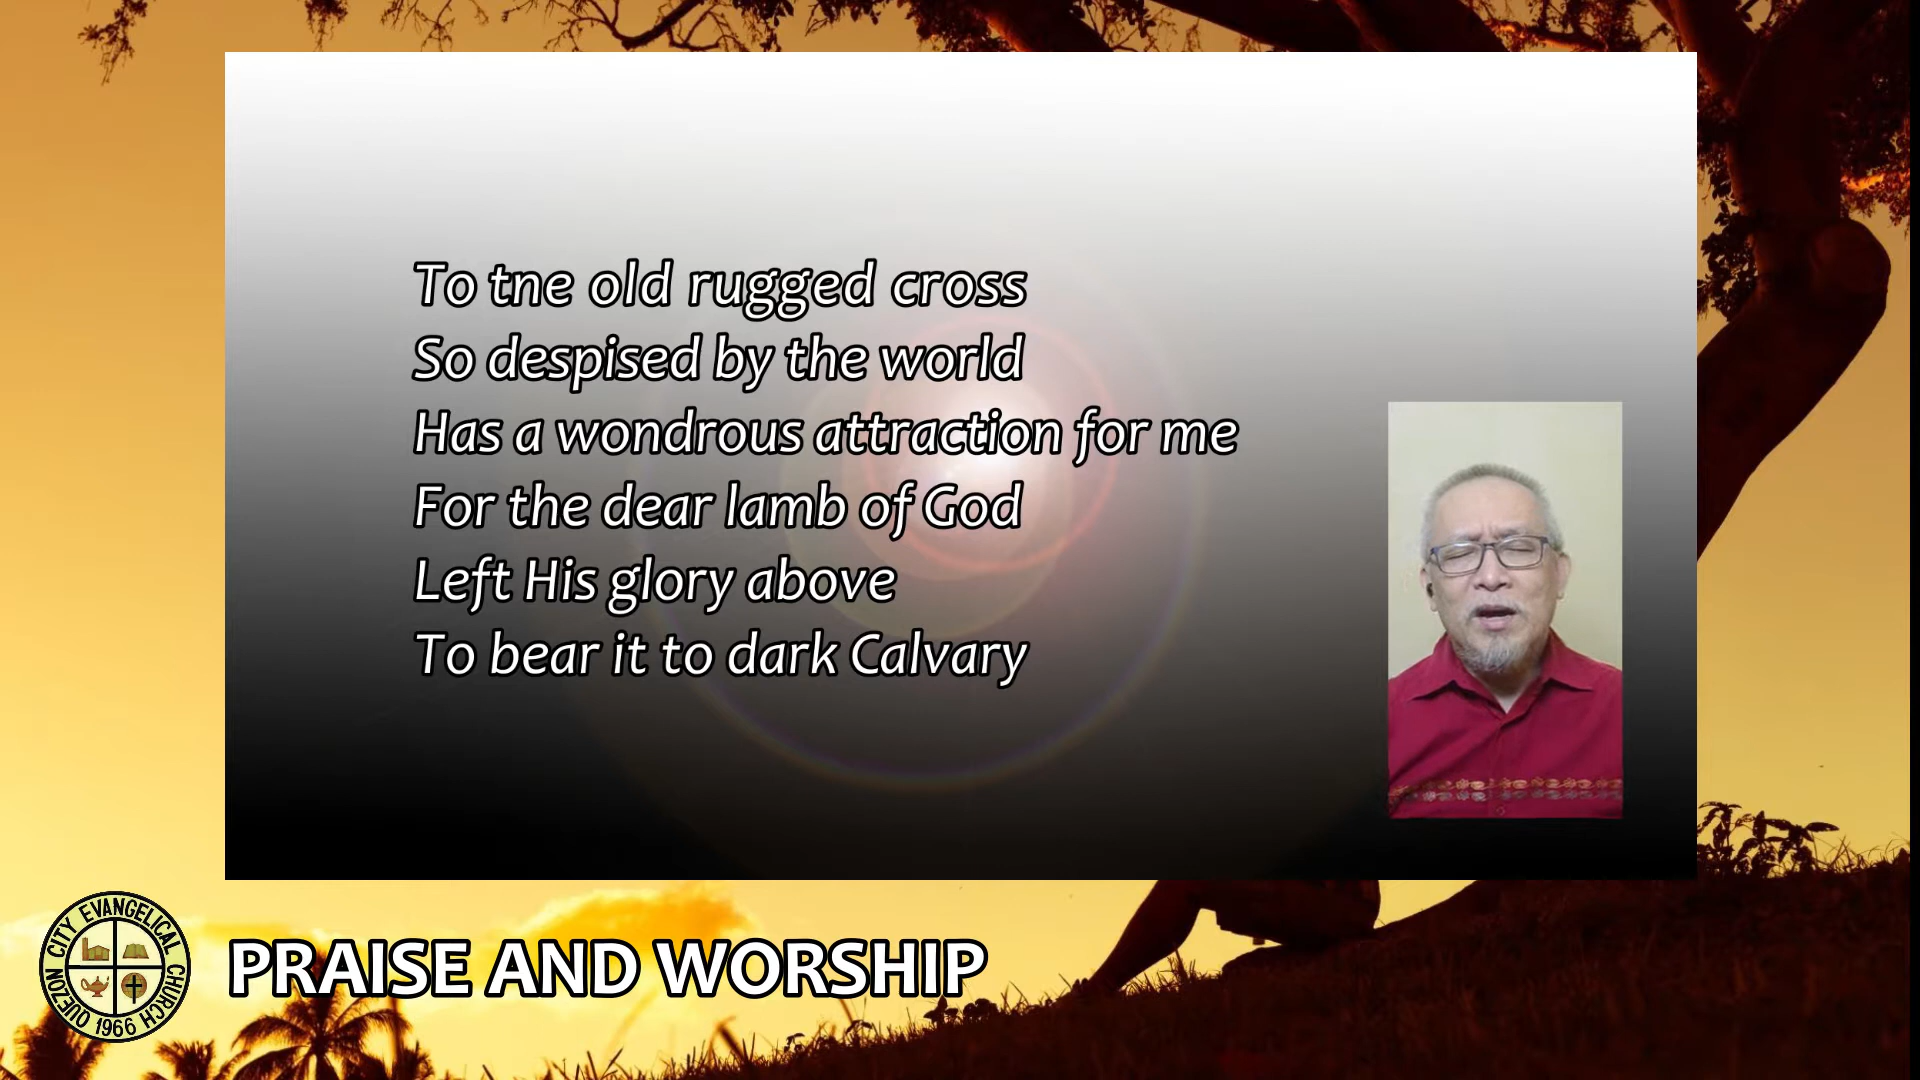 To tne old rugged cross
So despised by the world
Has a wondrous attraction for me
For the dear lamb of God
Left His glory above
To bear it to dark Calvary
QUEZON CITY EVANGELICAL CHURCH
1966
PRAISE AND WORSHIP